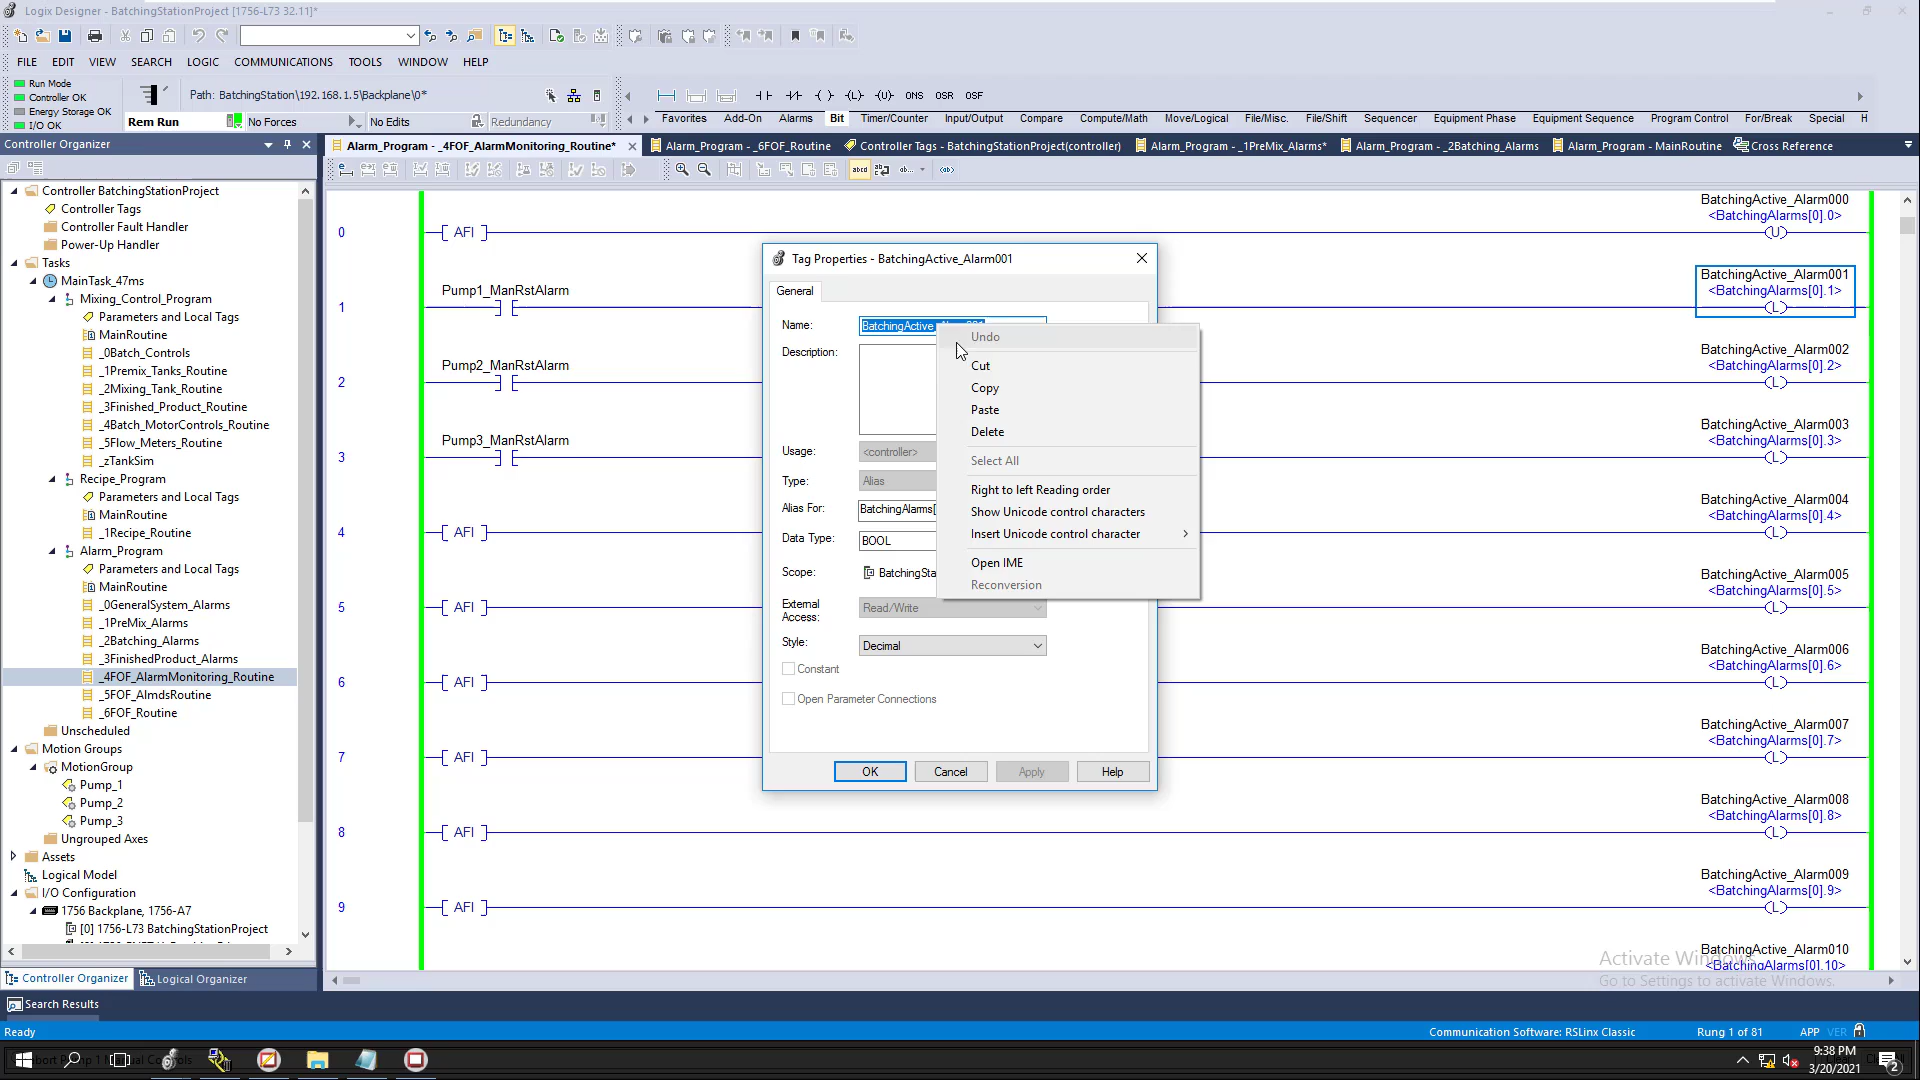 Logix Designer - BatchingStationProject [1756-L73 32.11]*
FILE EDIT VIEW SEARCH LOGIC COMMUNICATIONS TOOLS WINDOW HELP
Run Mode
Controller OK
Energy Storage OK
I/O OK
Path: BatchingStation\192.168.1.5\Backplane\0*
Rem Run
No Forces
No Edits
Redundancy
ONS OSR OSF
Favorites Add-On Alarms Bit Timer/Counter Input/Output Compare Compute/Math Move/Logical File/Misc. File/Shift Sequencer Equipment Phase Equipment Sequence Program Control For/Break Special H
Controller Organizer
Alarm_Program - _4FOF_AlarmMonitoring_Routine*
Alarm_Program - _6FOF_Routine
Controller Tags - BatchingStationProject(controller)
Alarm_Program - _1PreMix_Alarms*
Alarm_Program - _2Batching_Alarms
Alarm_Program - MainRoutine
Cross Reference
Controller BatchingStationProject
Controller Tags
Controller Fault Handler
Power-Up Handler
Tasks
MainTask_47ms
Mixing_Control_Program
Parameters and Local Tags
MainRoutine
_0Batch_Controls
_1Premix_Tanks_Routine
_2Mixing_Tank_Routine
_3Finished_Product_Routine
_4Batch_MotorControls_Routine
_5Flow_Meters_Routine
_zTankSim
Recipe_Program
Parameters and Local Tags
MainRoutine
_1Recipe_Routine
Alarm_Program
Parameters and Local Tags
MainRoutine
_0GeneralSystem_Alarms
_1PreMix_Alarms
_2Batching_Alarms
_3FinishedProduct_Alarms
_4FOF_AlarmMonitoring_Routine
_5FOF_AlmdsRoutine
_6FOF_Routine
Unscheduled
Motion Groups
MotionGroup
Pump_1
Pump_2
Pump_3
Ungrouped Axes
Assets
Logical Model
I/O Configuration
1756 Backplane, 1756-A7
[0] 1756-L73 BatchingStationProject
Controller Organizer
Logical Organizer
0
AFI
BatchingActive_Alarm000
<BatchingAlarms[0].0>
U
1
Pump1_ManRstAlarm
BatchingActive_Alarm001
<BatchingAlarms[0].1>
L
2
Pump2_ManRstAlarm
BatchingActive_Alarm002
<BatchingAlarms[0].2>
L
3
Pump3_ManRstAlarm
BatchingActive_Alarm003
<BatchingAlarms[0].3>
L
4
AFI
BatchingActive_Alarm004
<BatchingAlarms[0].4>
L
5
AFI
BatchingActive_Alarm005
<BatchingAlarms[0].5>
L
6
AFI
BatchingActive_Alarm006
<BatchingAlarms[0].6>
L
7
AFI
BatchingActive_Alarm007
<BatchingAlarms[0].7>
L
8
AFI
BatchingActive_Alarm008
<BatchingAlarms[0].8>
L
9
AFI
BatchingActive_Alarm009
<BatchingAlarms[0].9>
L
BatchingActive_Alarm010
<BatchingAlarms[0].10>
Tag Properties - BatchingActive_Alarm001
General
Name:
BatchingActive
Description:
Usage:
<controller>
Type:
Alias
Alias For:
BatchingAlarms[
Data Type:
BOOL
Scope:
BatchingSta
External
Access:
Read/Write
Style:
Decimal
Constant
Open Parameter Connections
OK
Cancel
Apply
Help
Undo
Cut
Copy
Paste
Delete
Select All
Right to left Reading order
Show Unicode control characters
Insert Unicode control character
Open IME
Reconversion
Activate Windows
Go to Settings to activate Windows.
Search Results
Ready
Communication Software: RSLinx Classic
Rung 1 of 81
APP VER
9:38 PM
3/20/2021
2